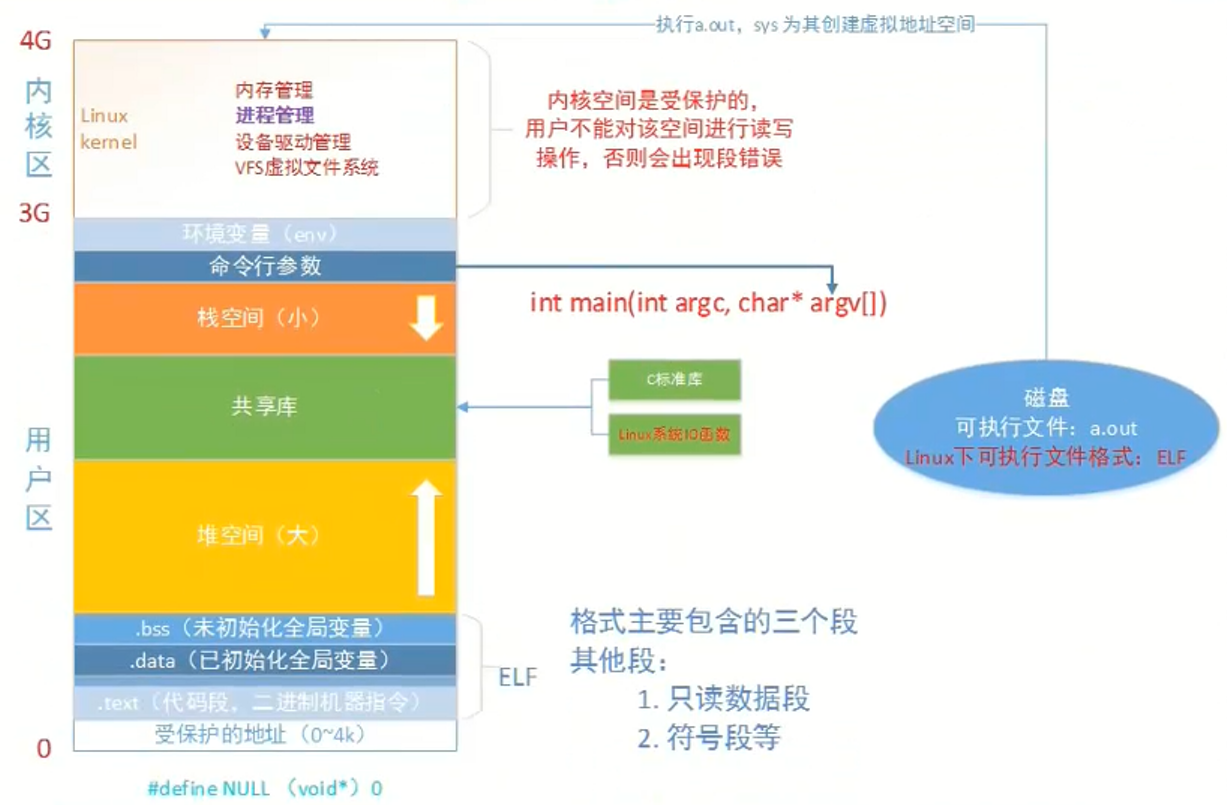 执行a.out，sys 为其创建虚拟地址空间
4G
内核区
Linux
kernel
内存管理
进程管理
设备驱动管理
VFS虚拟文件系统
内核空间是受保护的，
用户不能对该空间进行读写
操作，否则会出现段错误
3G
环境变量（env）
命令行参数
int main(int argc, char* argv[])
栈空间（小）
共享库
C标准库
Linux系统IO函数
磁盘
可执行文件：a.out
Linux下可执行文件格式：ELF
用户区
堆空间（大）
.bss（未初始化全局变量）
.data（已初始化全局变量）
.text（代码段，二进制机器指令）
受保护的地址（0~4k）
ELF
格式主要包含的三个段
其他段：
1. 只读数据段
2. 符号段等
0
#define NULL （void*）0